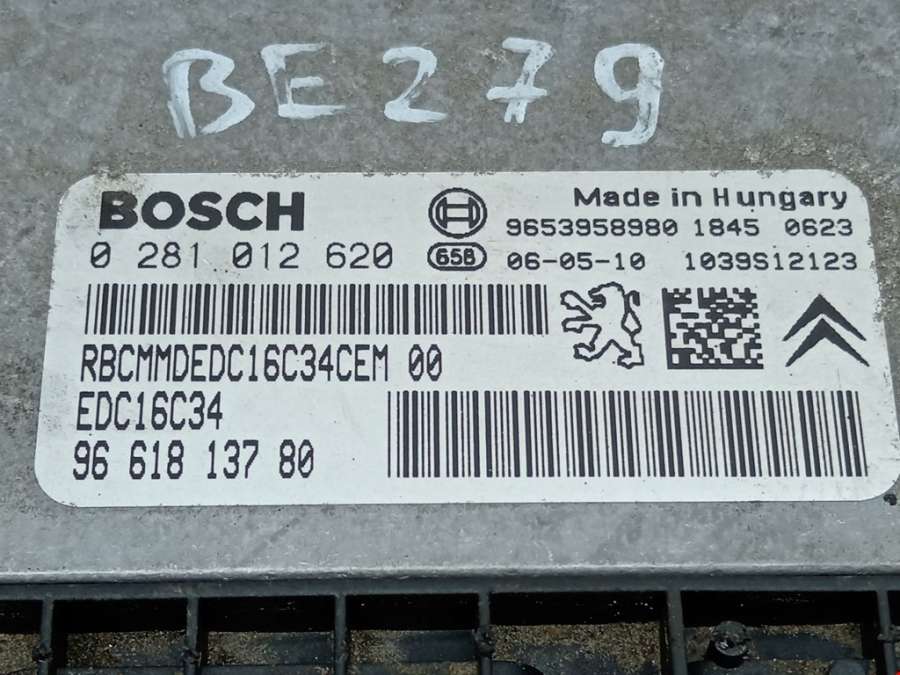 BE279
BOSCH
Made in Hungary
9653958980 1845 0623
0 281 012 620
658 06-05-10 1039S12123
RBCMMDEDC16C34CEM 00
EDC16C34
96 618 137 80